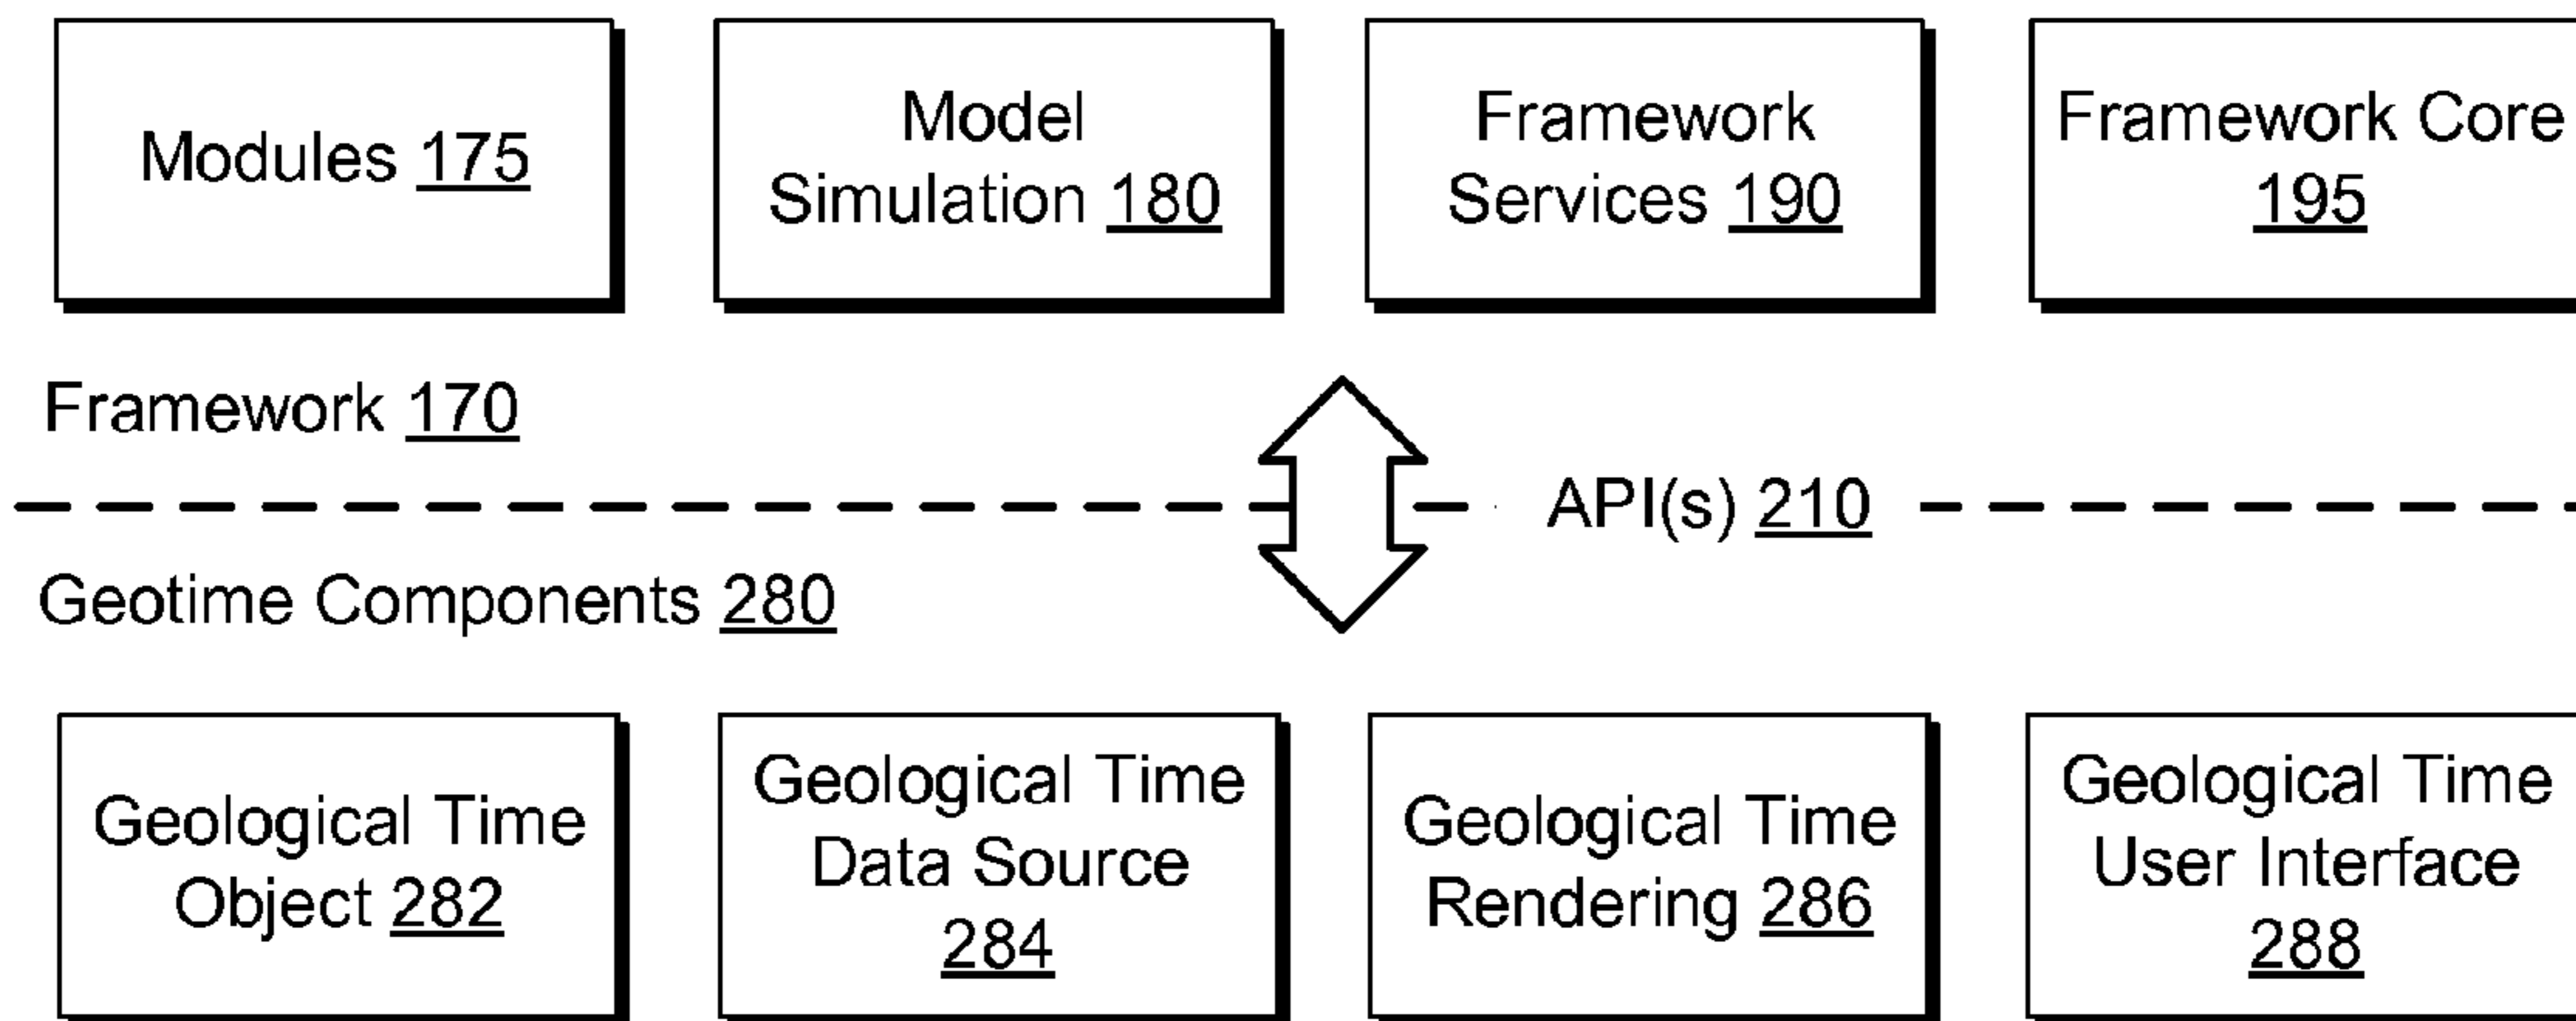 Modules 175
Model
Simulation 180
Framework
Services 190
Framework Core
195
Framework 170
API(s) 210
Geotime Components 280
Geological Time
Object 282
Geological Time
Data Source
284
Geological Time
Rendering 286
Geological Time
User Interface
288